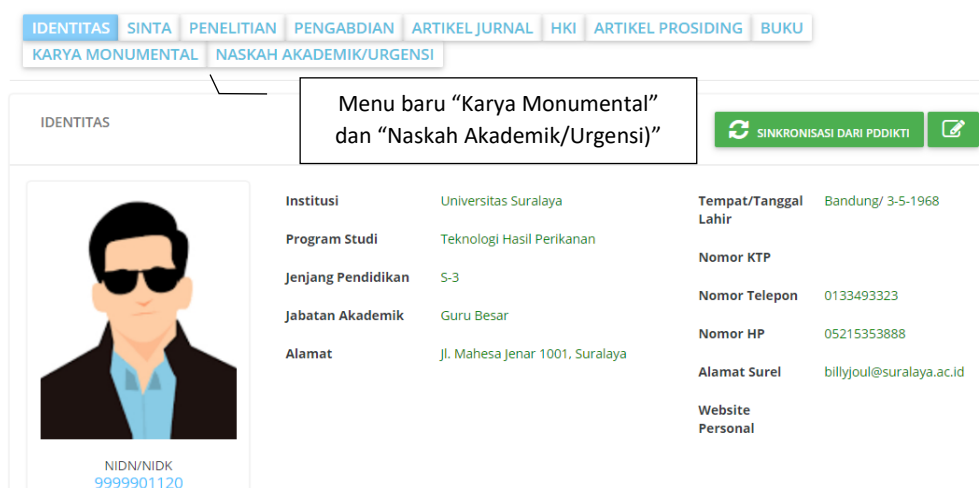 IDENTITAS SINTA PENELITIAN PENGABDIAN ARTIKEL JURNAL HKI ARTIKEL PROSIDING BUKU
KARYA MONUMENTAL NASKAH AKADEMIK/URGENSI
Menu baru “Karya Monumental”
dan “Naskah Akademik/Urgensi)”
IDENTITAS
SINKRONISASI DARI PDDIKTI
Institusi Universitas Suralaya
Program Studi Teknologi Hasil Perikanan
Jenjang Pendidikan S-3
Jabatan Akademik Guru Besar
Alamat Jl. Mahesa Jenar 1001, Suralaya
Tempat/Tanggal Bandung/ 3-5-1968
Lahir
Nomor KTP
Nomor Telepon 0133493323
Nomor HP 05215353888
Alamat Surel billyjoul@suralaya.ac.id
Website
Personal
NIDN/NIDK
9999901120